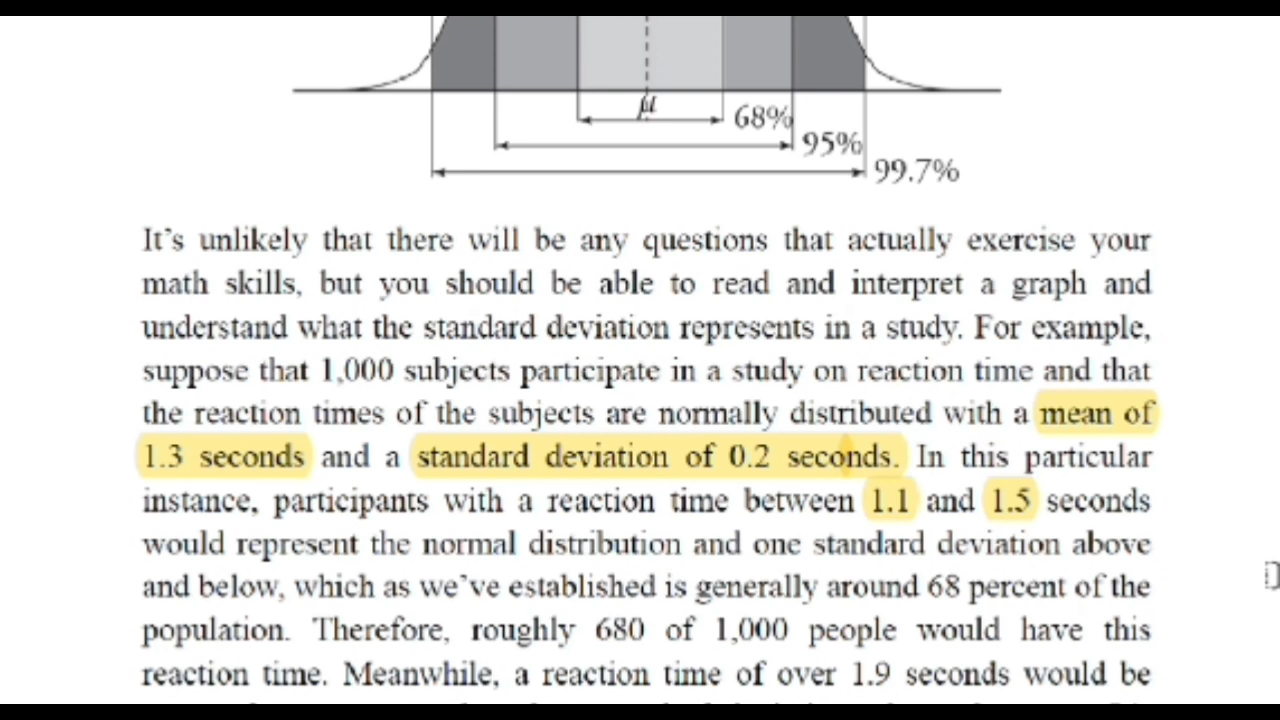 μ
68%
95%
99.7%
It's unlikely that there will be any questions that actually exercise your
math skills, but you should be able to read and interpret a graph and
understand what the standard deviation represents in a study. For example,
suppose that 1,000 subjects participate in a study on reaction time and that
the reaction times of the subjects are normally distributed with a mean of
1.3 seconds and a standard deviation of 0.2 seconds. In this particular
instance, participants with a reaction time between 1.1 and 1.5 seconds
would represent the normal distribution and one standard deviation above
and below, which as we've established is generally around 68 percent of the
population. Therefore, roughly 680 of 1,000 people would have this
reaction time. Meanwhile, a reaction time of over 1.9 seconds would be